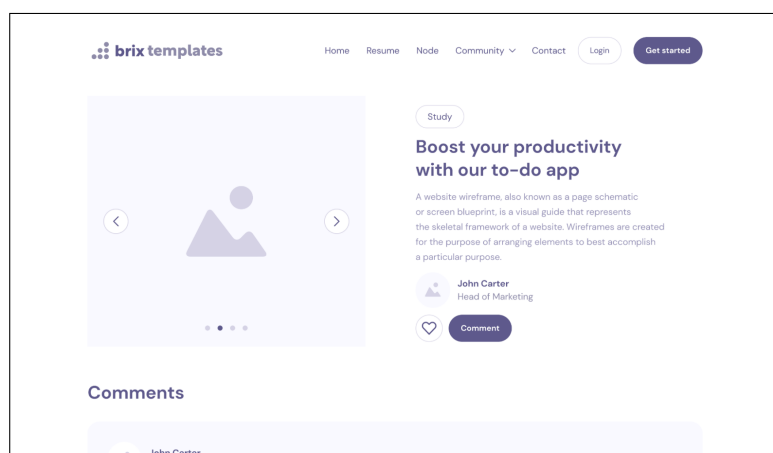 brix templates
Home Resume Node Community Contact Login Get started
Study
Boost your productivity
with our to-do app
A website wireframe, also known as a page schematic
or screen blueprint, is a visual guide that represents
the skeletal framework of a website. Wireframes are created
for the purpose of arranging elements to best accomplish
a particular purpose.
John Carter
Head of Marketing
Comment
Comments
John Carter